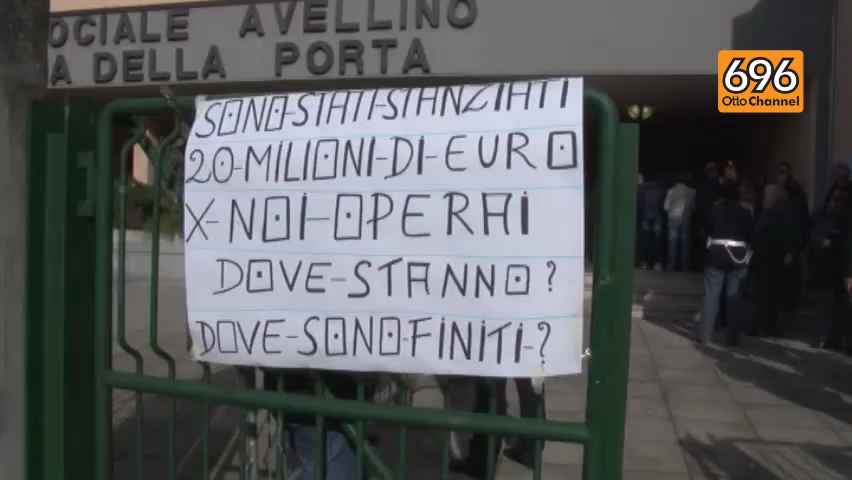 OCIALE AVELLINO
A DELLA PORTA
696
Otto Channel
SONO-STATI-STANZIATI
20-MILIONI-DI-EURO
X-NOI-OPERAI
DOVE-STANNO?
DOVE-SONO-FINITI-?